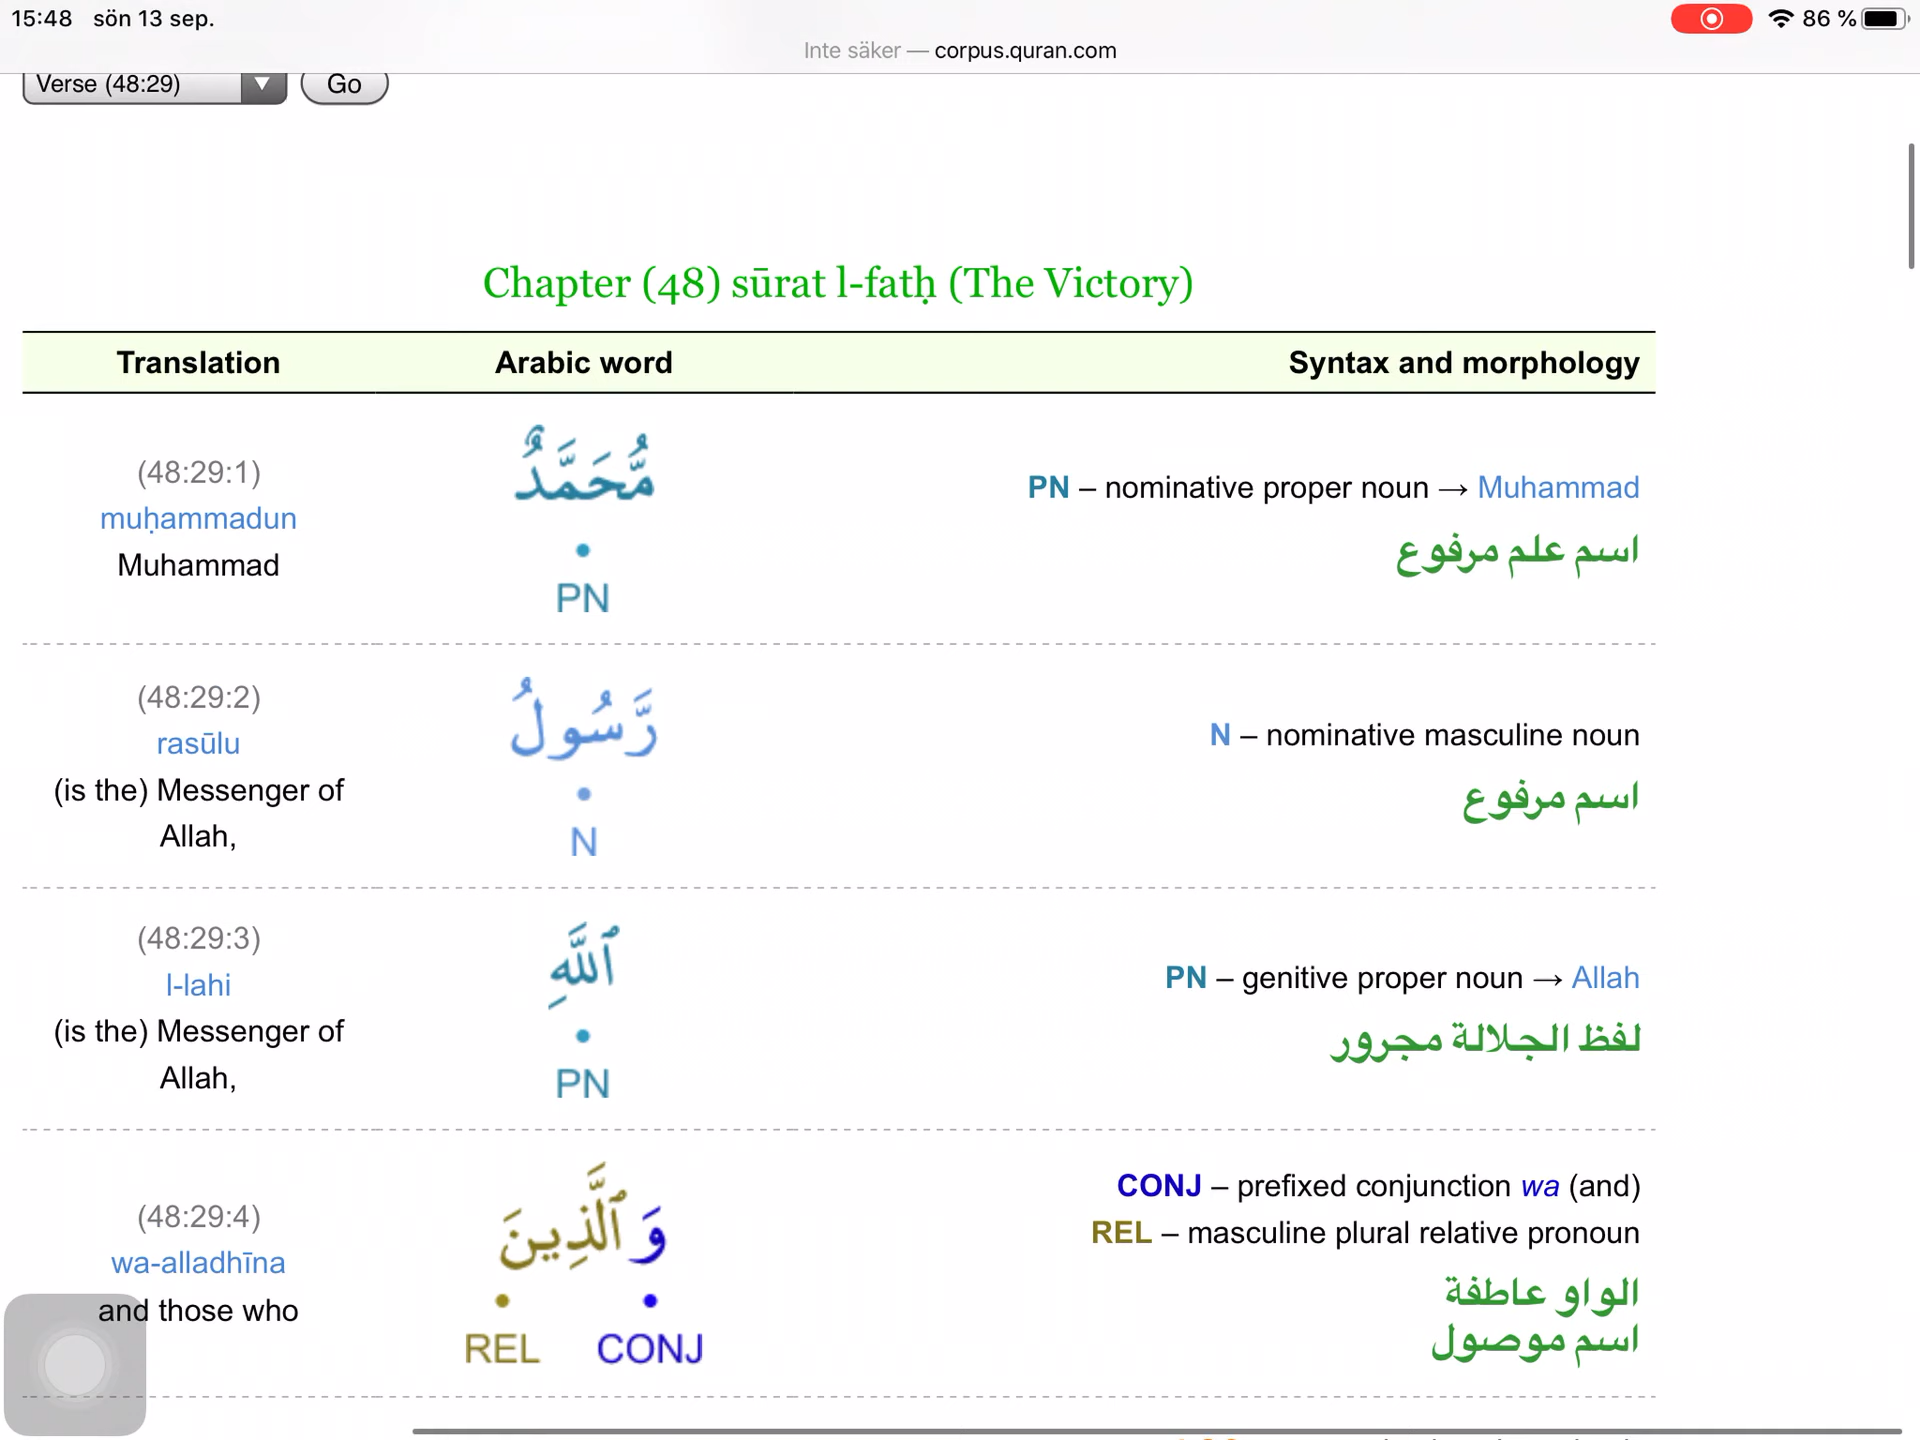 15:48 sön 13 sep.
86 %
Inte säker — corpus.quran.com
Verse (48:29)
Go
Chapter (48) sūrat l-fatḥ (The Victory)
Translation
Arabic word
Syntax and morphology
(48:29:1)
muḥammadun
Muhammad
مُّحَمَّدٌ
PN
PN – nominative proper noun → Muhammad
اسم علم مرفوع
(48:29:2)
rasūlu
(is the) Messenger of
Allah,
رَّسُولُ
N
N – nominative masculine noun
اسم مرفوع
(48:29:3)
l-lahi
(is the) Messenger of
Allah,
ٱللَّهِ
PN
PN – genitive proper noun → Allah
لفظ الجلالة مجرور
(48:29:4)
wa-alladhīna
and those who
وَٱلَّذِينَ
REL CONJ
CONJ – prefixed conjunction wa (and)
REL – masculine plural relative pronoun
الواو عاطفة
اسم موصول